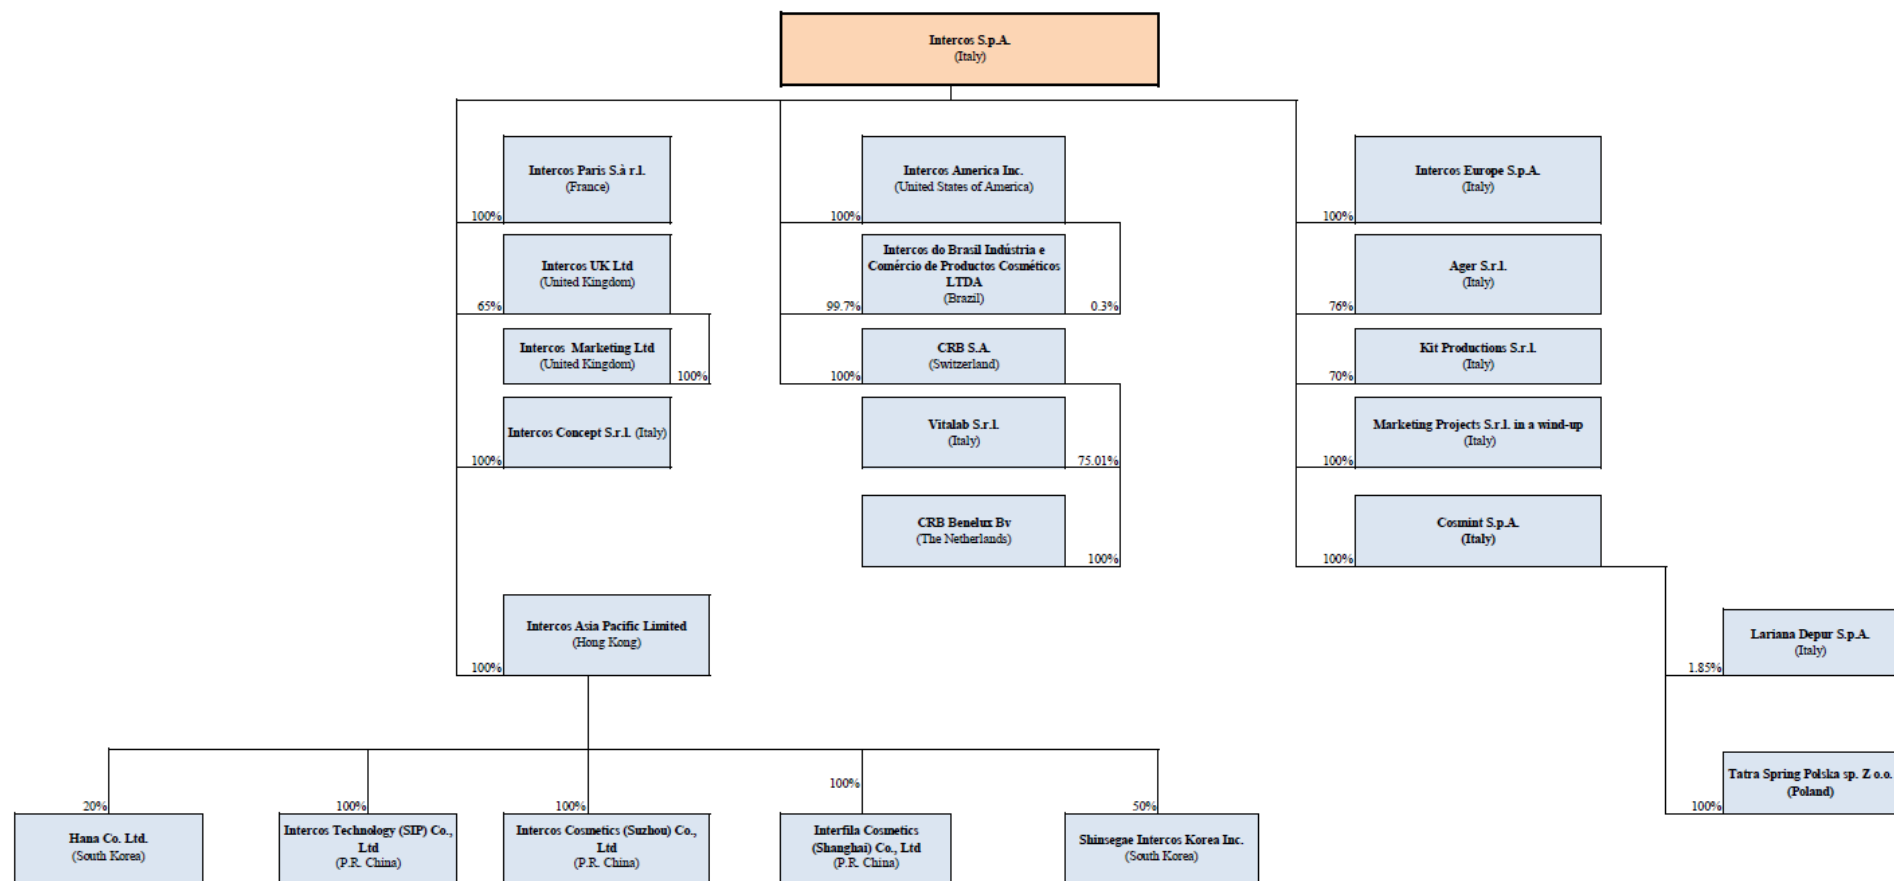 Intercos S.p.A.
(Italy)
Intercos Paris S.à r.l.
(France)
100%
Intercos America Inc.
(United States of America)
100%
Intercos Europe S.p.A.
(Italy)
100%
Intercos UK Ltd
(United Kingdom)
65%
Intercos do Brasil Indústria e
Comércio de Productos Cosméticos
LTDA
(Brazil)
99.7%
0.3%
Ager S.r.l.
(Italy)
76%
Intercos Marketing Ltd
(United Kingdom)
100%
CRB S.A.
(Switzerland)
100%
Kit Productions S.r.l.
(Italy)
70%
Intercos Concept S.r.l. (Italy)
100%
Vitalab S.r.l.
(Italy)
75.01%
Marketing Projects S.r.l. in a wind-up
(Italy)
100%
CRB Benelux Bv
(The Netherlands)
100%
Cosmint S.p.A.
(Italy)
100%
Intercos Asia Pacific Limited
(Hong Kong)
100%
Lariana Depur S.p.A.
(Italy)
1.85%
Tatra Spring Polska sp. Z o.o.
(Poland)
100%
20%
Hana Co. Ltd.
(South Korea)
100%
Intercos Technology (SIP) Co.,
Ltd
(P.R. China)
100%
Intercos Cosmetics (Suzhou) Co.,
Ltd
(P.R. China)
100%
Interfila Cosmetics
(Shanghai) Co., Ltd
(P.R. China)
50%
Shinsegae Intercos Korea Inc.
(South Korea)